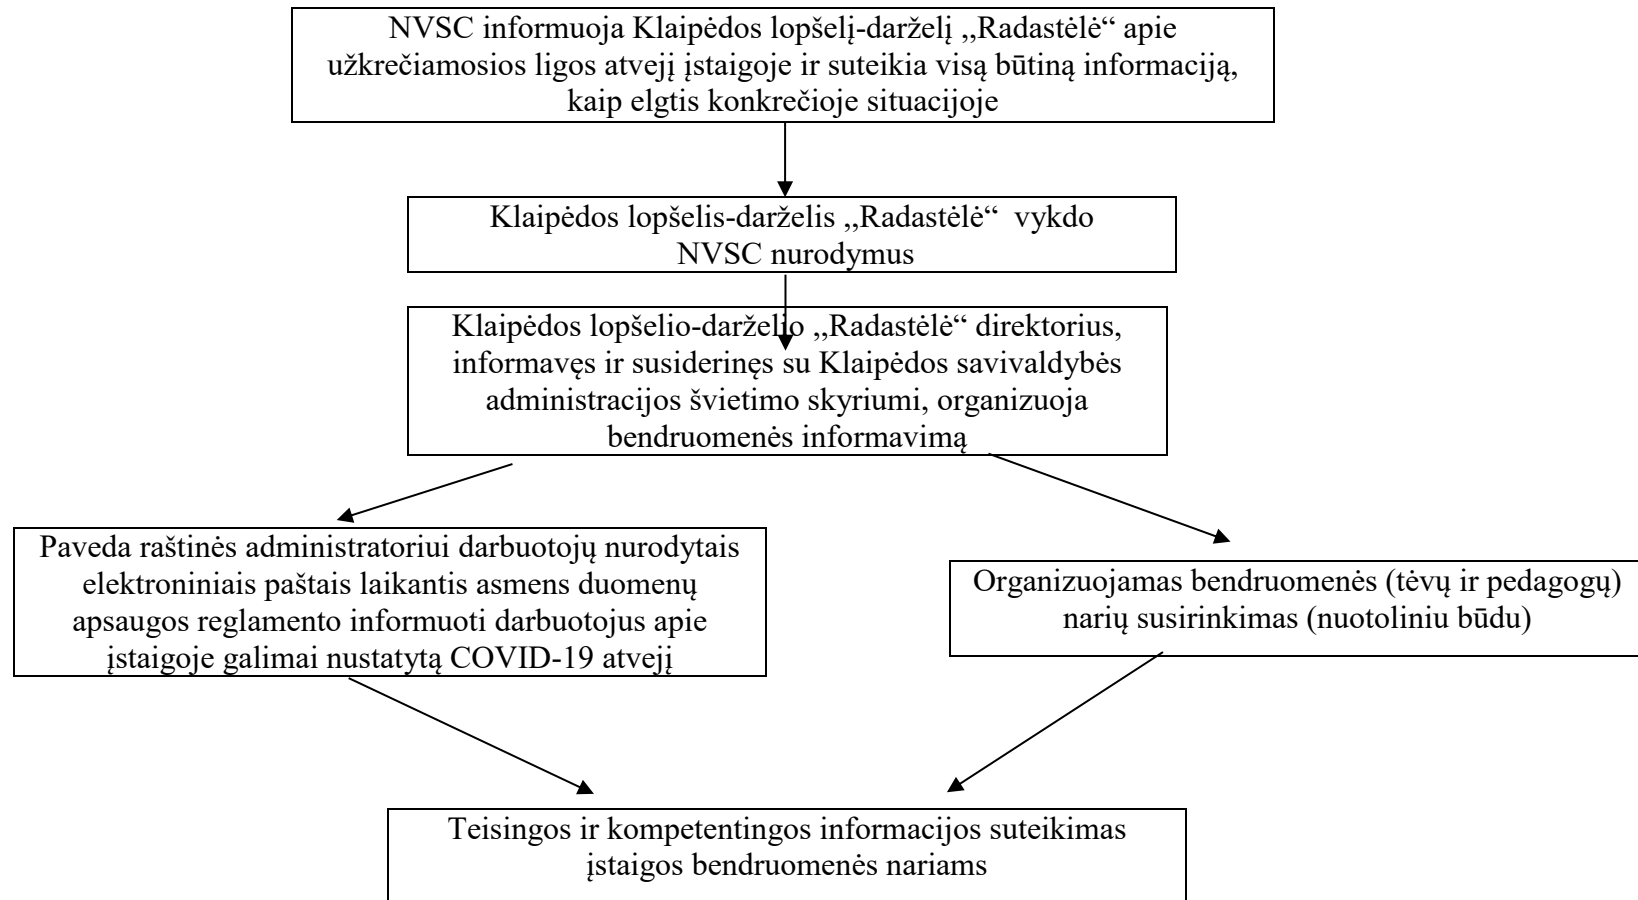 NVSC informuoja Klaipėdos lopšelį-darželį „Radastėlė“ apie
užkrečiamosios ligos atvejį įstaigoje ir suteikia visą būtiną informaciją,
kaip elgtis konkrečioje situacijoje
Klaipėdos lopšelis-darželis „Radastėlė“ vykdo
NVSC nurodymus
Klaipėdos lopšelio-darželio „Radastėlė“ direktorius,
informavęs ir susiderinęs su Klaipėdos savivaldybės
administracijos švietimo skyriumi, organizuoja
bendruomenės informavimą
Paveda raštinės administratoriui darbuotojų nurodytais
elektroniniais paštais laikantis asmens duomenų
apsaugos reglamento informuoti darbuotojus apie
įstaigoje galimai nustatytą COVID-19 atvejį
Organizuojamas bendruomenės (tėvų ir pedagogų)
narių susirinkimas (nuotoliniu būdu)
Teisingos ir kompetentingos informacijos suteikimas
įstaigos bendruomenės nariams